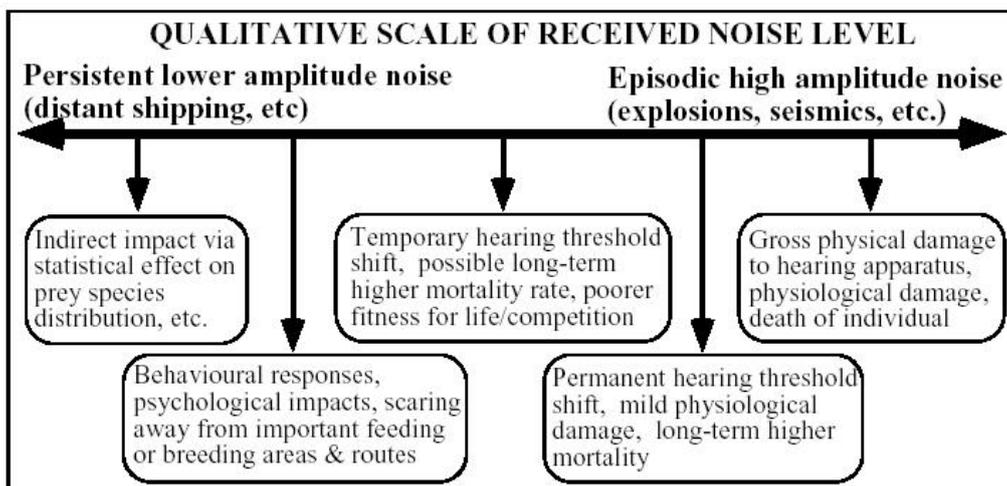 QUALITATIVE SCALE OF RECEIVED NOISE LEVEL
Persistent lower amplitude noise
(distant shipping, etc)
Episodic high amplitude noise
(explosions, seismics, etc.)
Indirect impact via
statistical effect on
prey species
distribution, etc.
Behavioural responses,
psychological impacts, scaring
away from important feeding
or breeding areas & routes
Temporary hearing threshold
shift, possible long-term
higher mortality rate, poorer
fitness for life/competition
Permanent hearing threshold
shift, mild physiological
damage, long-term higher
mortality
Gross physical damage
to hearing apparatus,
physiological damage,
death of individual